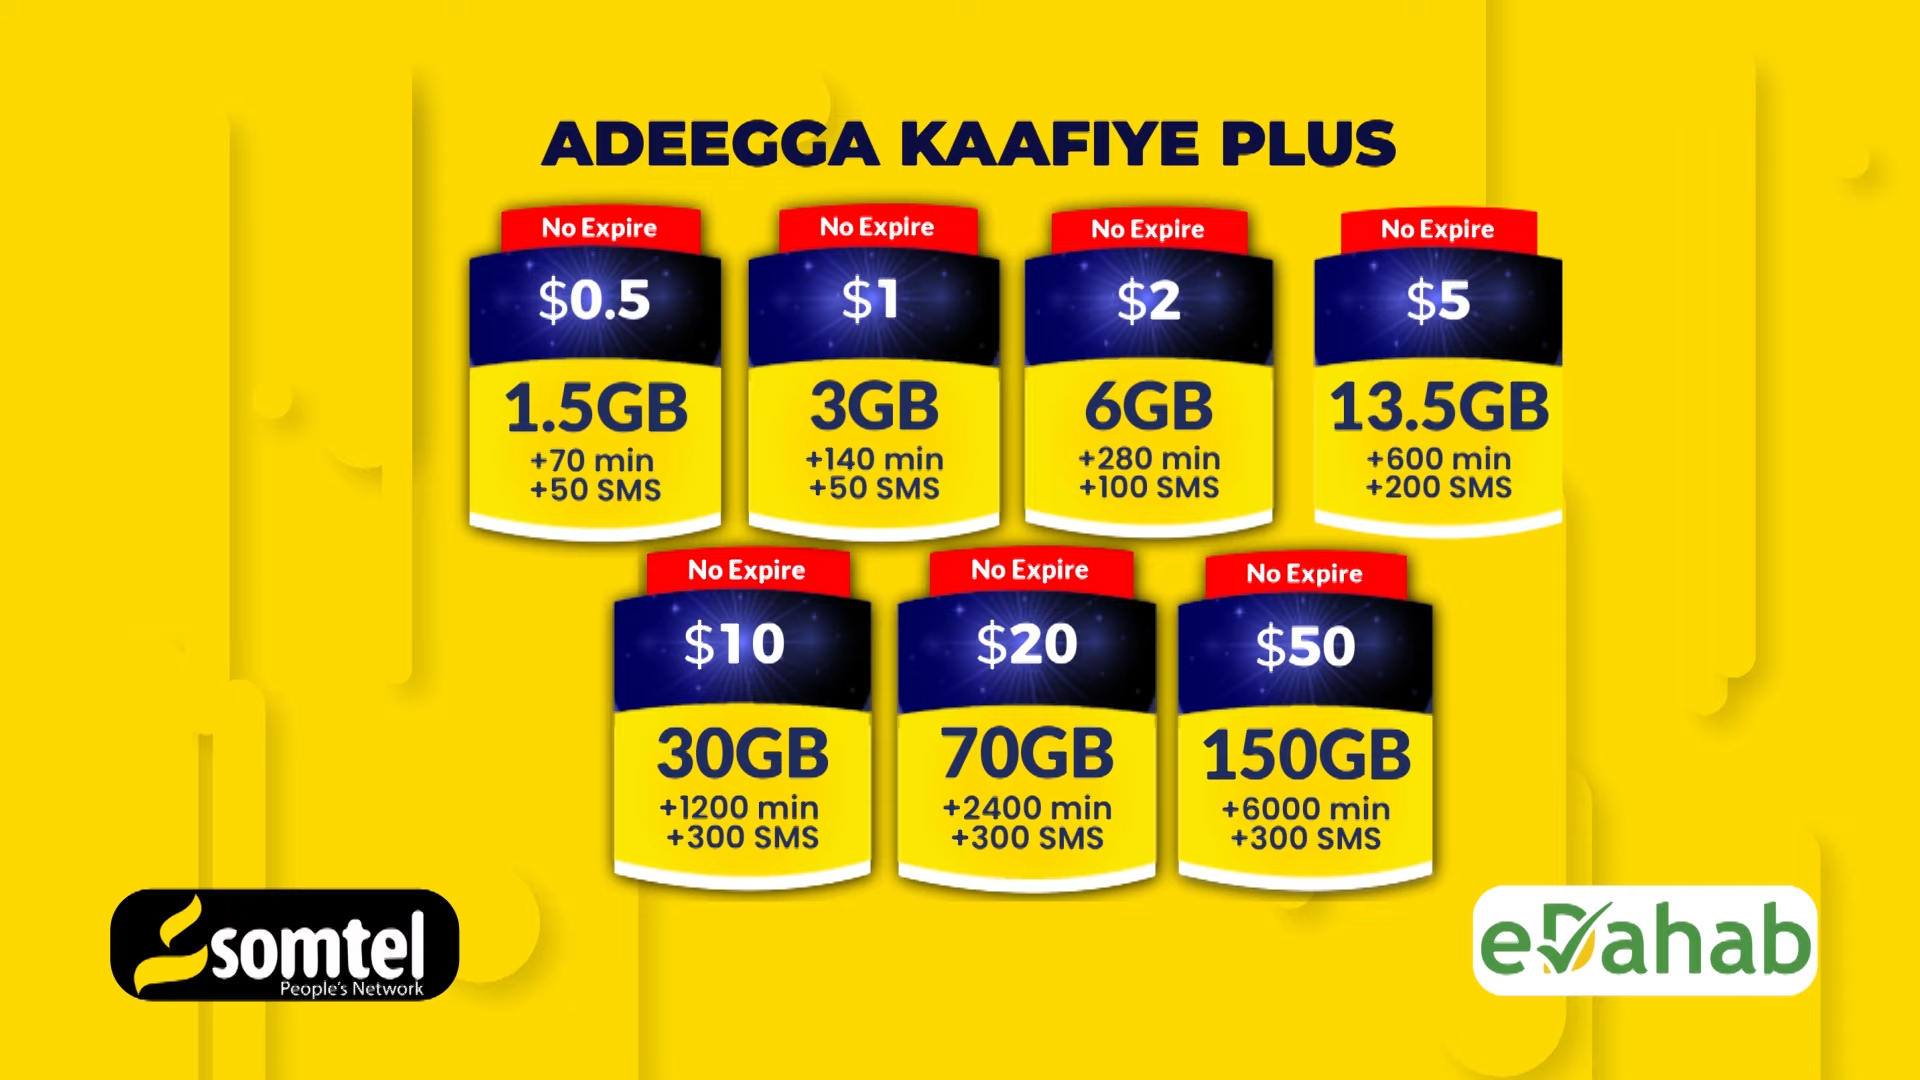 ADEEGGA KAAFIYE PLUS
No Expire
$0.5
1.5GB
+70 min
+50 SMS
No Expire
$1
3GB
+140 min
+50 SMS
No Expire
$2
6GB
+280 min
+100 SMS
No Expire
$5
13.5GB
+600 min
+200 SMS
No Expire
$10
30GB
+1200 min
+300 SMS
No Expire
$20
70GB
+2400 min
+300 SMS
No Expire
$50
150GB
+6000 min
+300 SMS
somtel
People's Network
eDahab